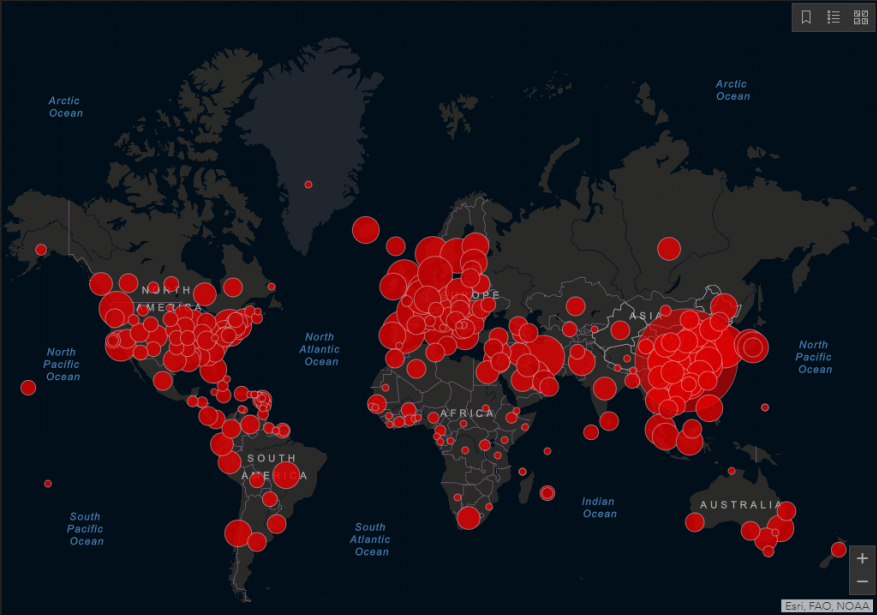 Arctic
Ocean
Arctic
Ocean
NORTH
AMERICA
OPE
ASIA
North
Pacific
Ocean
North
Atlantic
Ocean
North
Pacific
Ocean
AFRICA
SOUTH
AMERICA
South
Pacific
Ocean
South
Atlantic
Ocean
Indian
Ocean
AUSTRALIA
+
−
Esri, FAO, NOAA